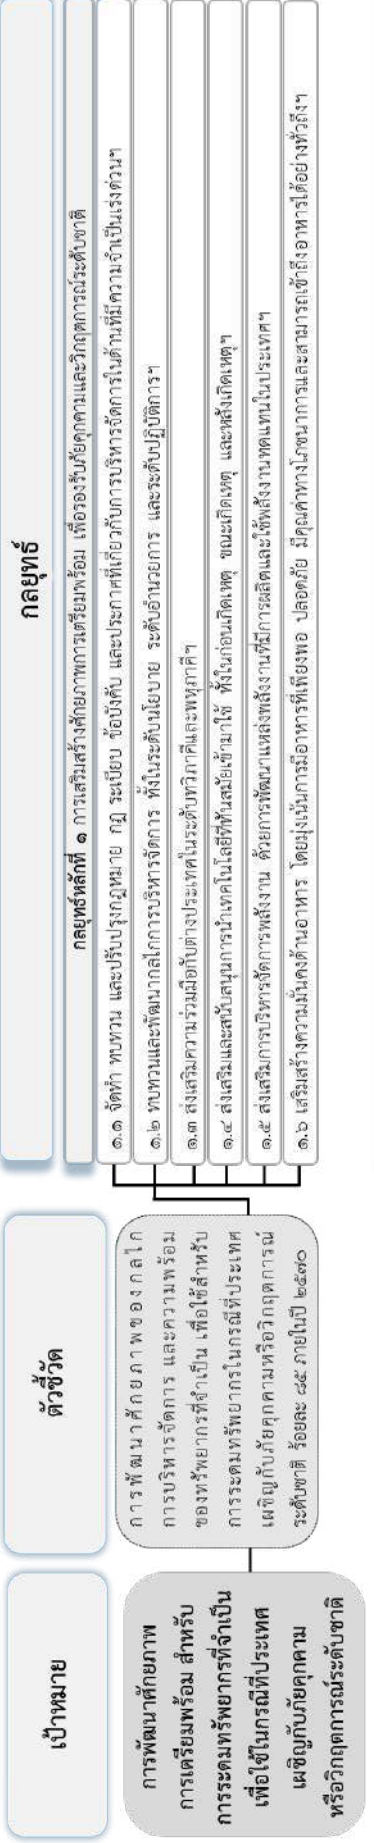 เป้าหมาย
ตัวชี้วัด
กลยุทธ์
การพัฒนาศักยภาพ
การเตรียมพร้อม สำหรับ
การระดมทรัพยากรที่จำเป็น
เพื่อใช้ในกรณีที่ประเทศ
เผชิญกับภัยคุกคาม
หรือวิกฤตการณ์ระดับชาติ
การพัฒนาศักยภาพของกลไก
การบริหารจัดการ และความพร้อม
ของทรัพยากรที่จำเป็น เพื่อใช้สำหรับ
การระดมทรัพยากรในกรณีที่ประเทศ
เผชิญกับภัยคุกคามหรือวิกฤตการณ์
ระดับชาติ ร้อยละ ๘๕ ภายในปี ๒๕๗๐
กลยุทธ์หลักที่ ๑ การเสริมสร้างศักยภาพการเตรียมพร้อม เพื่อรองรับภัยคุกคามและวิกฤตการณ์ระดับชาติ
๑.๑ จัดทำ ทบทวน และปรับปรุงกฎหมาย กฎ ระเบียบ ข้อบังคับ และประกาศที่เกี่ยวกับการบริหารจัดการในด้านที่มีความจำเป็นเร่งด่วนฯ
๑.๒ ทบทวนและพัฒนากลไกการบริหารจัดการ ทั้งในระดับนโยบาย ระดับอำนวยการ และระดับปฏิบัติการฯ
๑.๓ ส่งเสริมความร่วมมือกับต่างประเทศในระดับทวิภาคีและพหุภาคีฯ
๑.๔ ส่งเสริมและสนับสนุนการนำเทคโนโลยีที่ทันสมัยเข้ามาใช้ ทั้งในก่อนเกิดเหตุ ขณะเกิดเหตุ และหลังเกิดเหตุฯ
๑.๕ ส่งเสริมการบริหารจัดการพลังงาน ด้วยการพัฒนาแหล่งพลังงานที่มีการผลิตและใช้พลังงานทดแทนในประเทศฯ
๑.๖ เสริมสร้างความมั่นคงด้านอาหาร โดยมุ่งเน้นการมีอาหารที่เพียงพอ ปลอดภัย มีคุณค่าทางโภชนาการและสามารถเข้าถึงอาหารได้อย่างทั่วถึงฯ